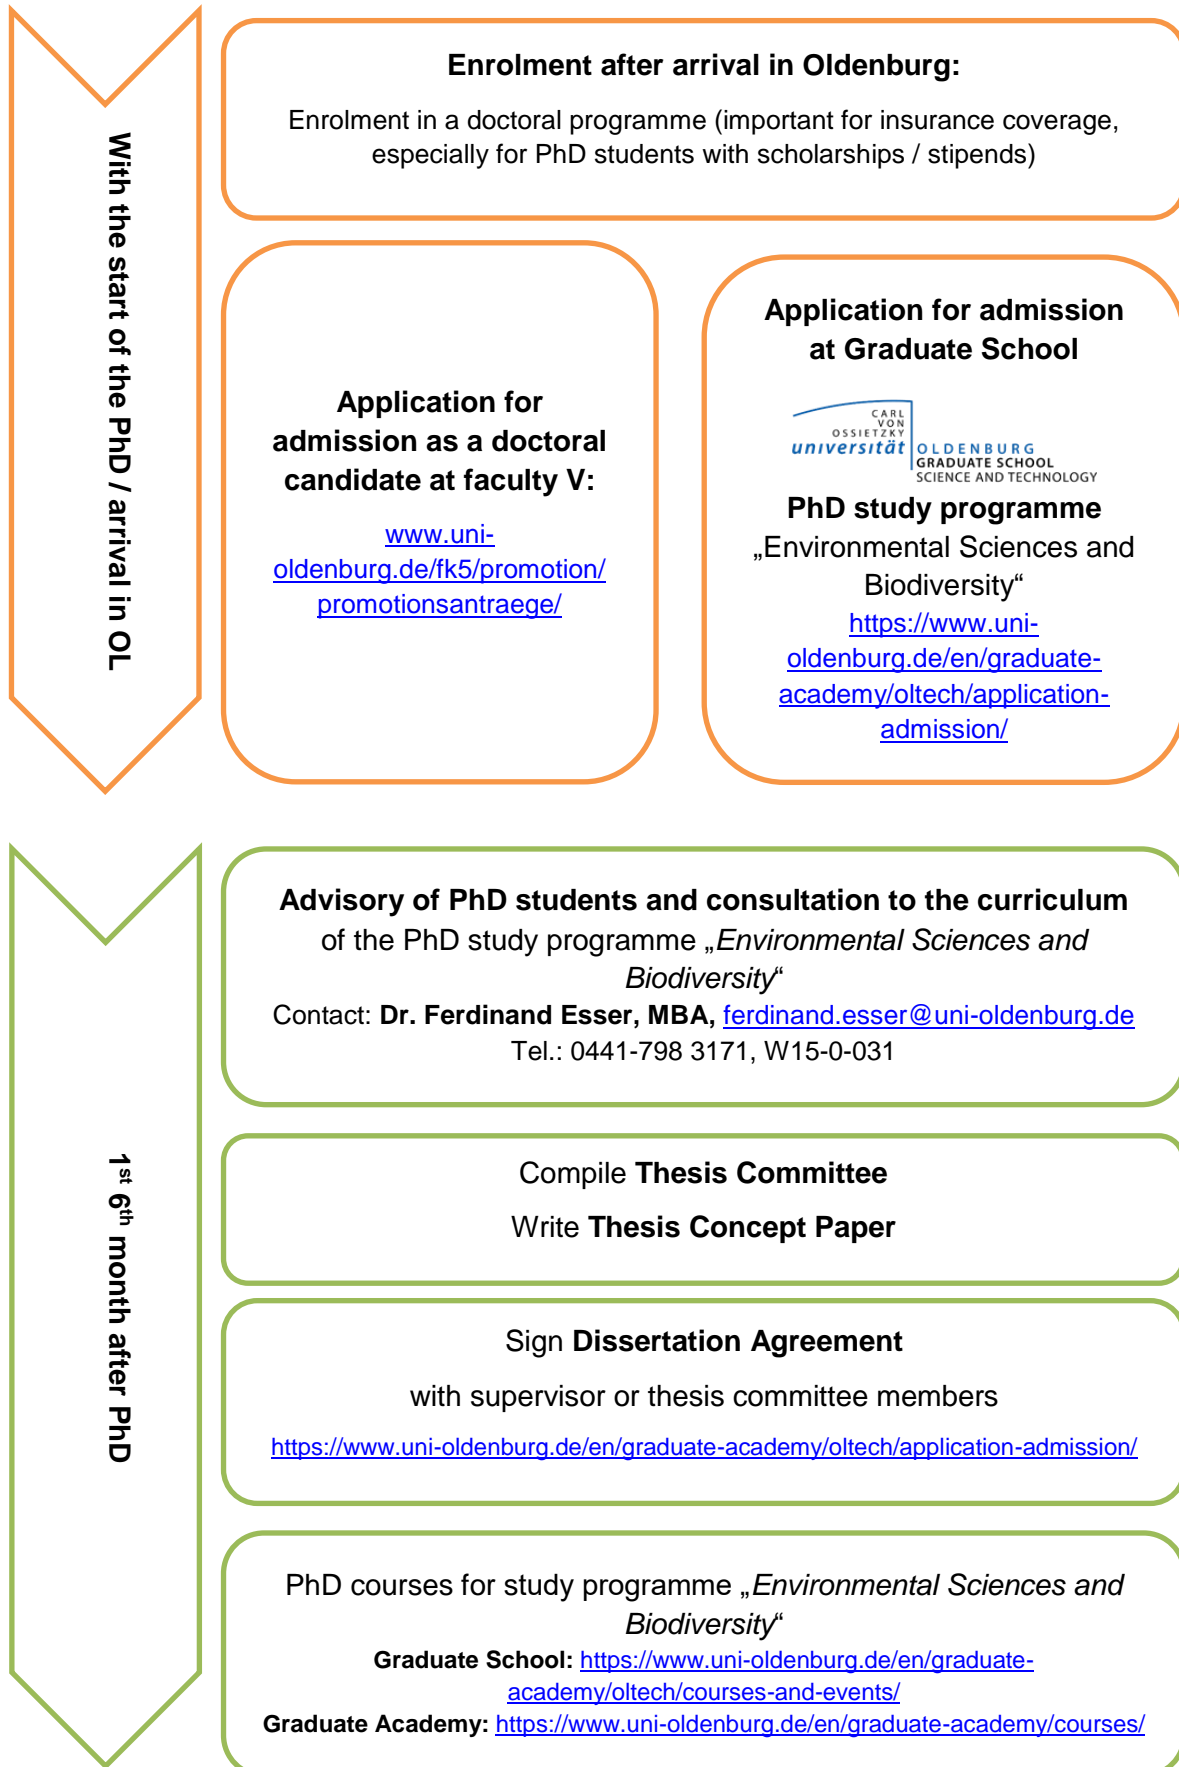 With the start of the PhD / arrival in OL
Enrolment after arrival in Oldenburg:
Enrolment in a doctoral programme (important for insurance coverage,
especially for PhD students with scholarships / stipends)
Application for
admission as a doctoral
candidate at faculty V:
www.uni-
oldenburg.de/fk5/promotion/
promotionsantraege/
Application for admission
at Graduate School
CARL
VON
OSSIETZKY
universität
OLDENBURG
GRADUATE SCHOOL
SCIENCE AND TECHNOLOGY
PhD study programme
„Environmental Sciences and
Biodiversity“
https://www.uni-
oldenburg.de/en/graduate-
academy/oltech/application-
admission/
1st 6th month after PhD
Advisory of PhD students and consultation to the curriculum
of the PhD study programme „Environmental Sciences and
Biodiversity“
Contact: Dr. Ferdinand Esser, MBA, ferdinand.esser@uni-oldenburg.de
Tel.: 0441-798 3171, W15-0-031
Compile Thesis Committee
Write Thesis Concept Paper
Sign Dissertation Agreement
with supervisor or thesis committee members
https://www.uni-oldenburg.de/en/graduate-academy/oltech/application-admission/
PhD courses for study programme „Environmental Sciences and
Biodiversity“
Graduate School: https://www.uni-oldenburg.de/en/graduate-
academy/oltech/courses-and-events/
Graduate Academy: https://www.uni-oldenburg.de/en/graduate-academy/courses/